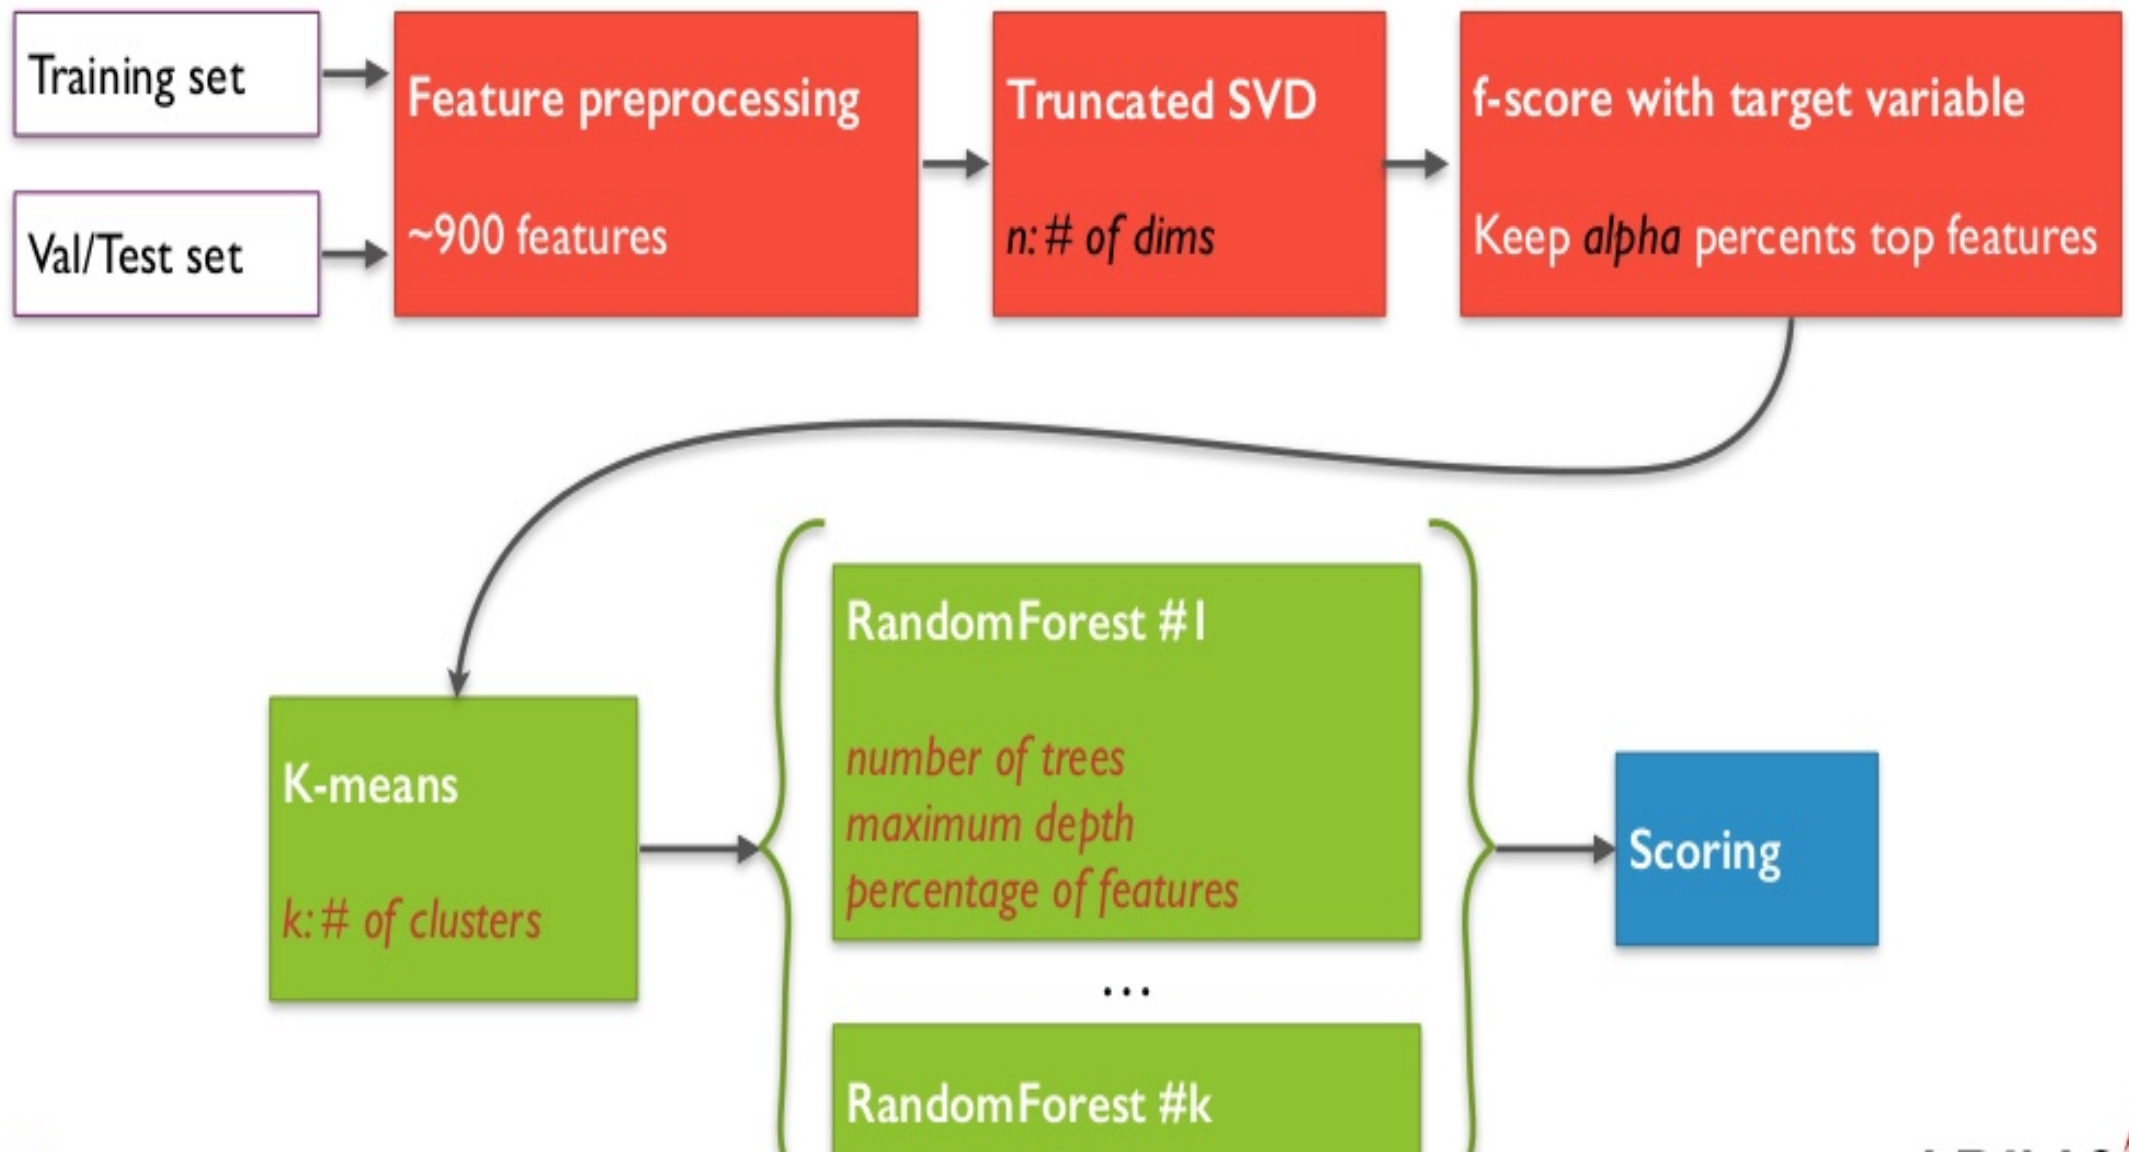 Training set
Val/Test set
Feature preprocessing
~900 features
Truncated SVD
n: # of dims
f-score with target variable
Keep alpha percents top features
K-means
k: # of clusters
RandomForest #1
number of trees
maximum depth
percentage of features
...
RandomForest #k
Scoring